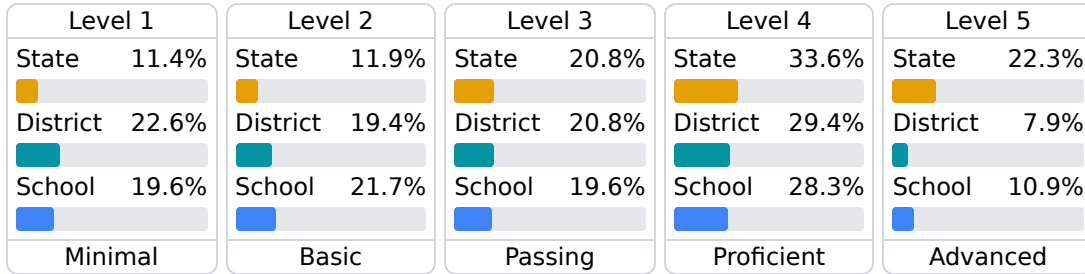 Level 1
State 11.4%
District 22.6%
School 19.6%
Minimal
Level 2
State 11.9%
District 19.4%
School 21.7%
Basic
Level 3
State 20.8%
District 20.8%
School 19.6%
Passing
Level 4
State 33.6%
District 29.4%
School 28.3%
Proficient
Level 5
State 22.3%
District 7.9%
School 10.9%
Advanced